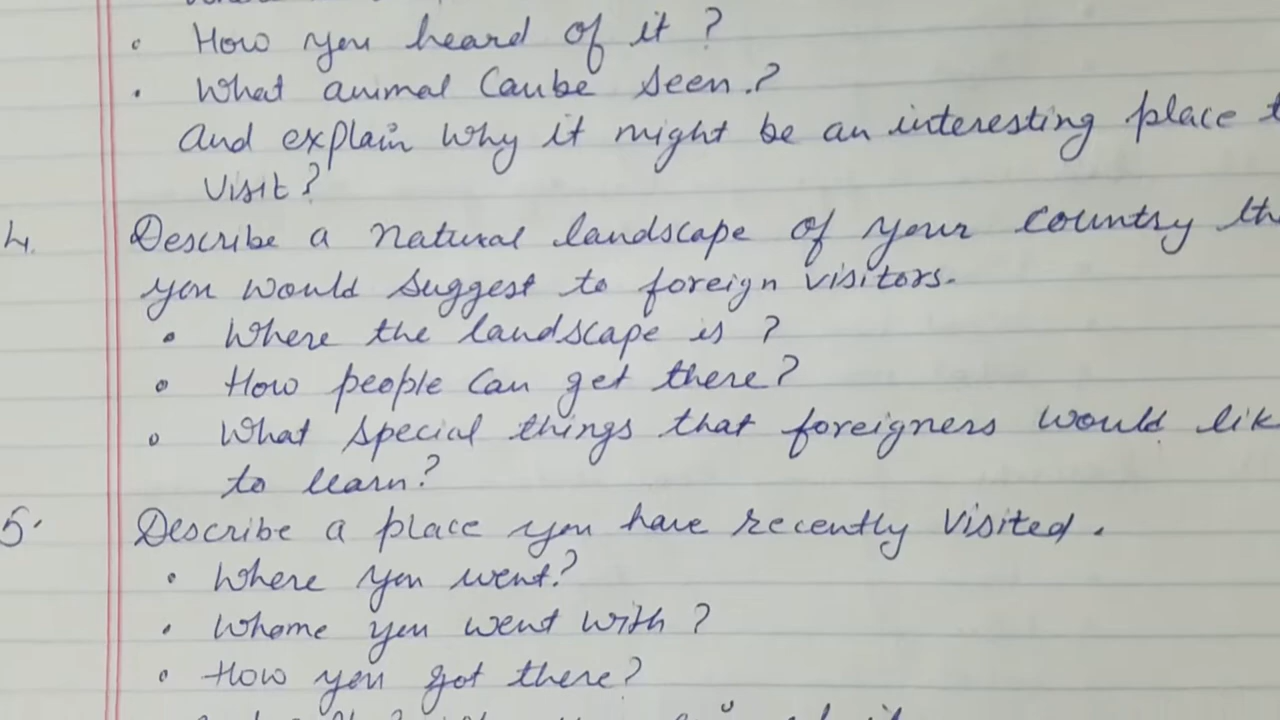 How you heard of it ?
What animal Caube seen.?
And explain why it might be an interesting place
Visit ?
4. Describe a natural landscape of your country
you would suggest to foreign visitors.
Where the landscape is ?
How people Can get there?
What special things that foreigners would lik
to learn?
5. Describe a place you have recently visited.
Where you went?
Whome you went with ?
How you got there?